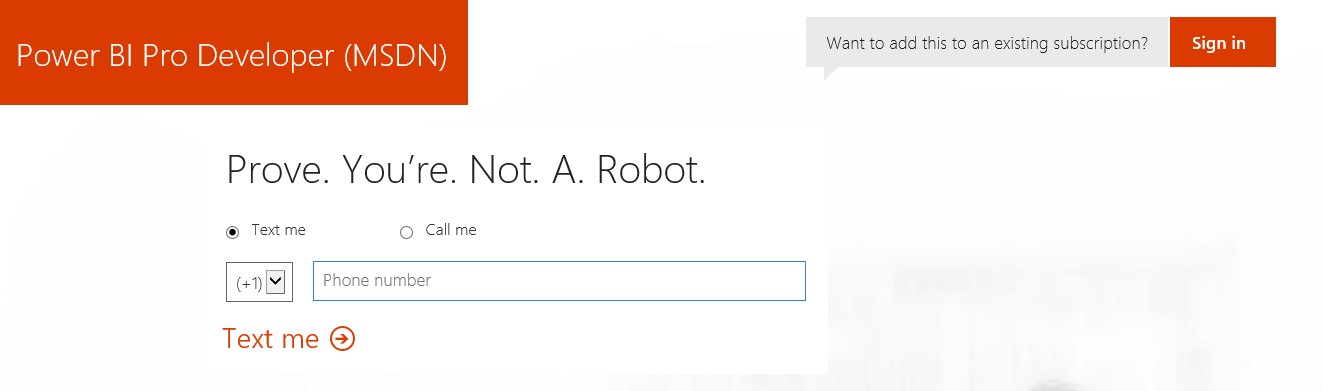 Power BI Pro Developer (MSDN)
Want to add this to an existing subscription?
Sign in
Prove. You're. Not. A. Robot.
Text me
Call me
(+1)
Phone number
Text me